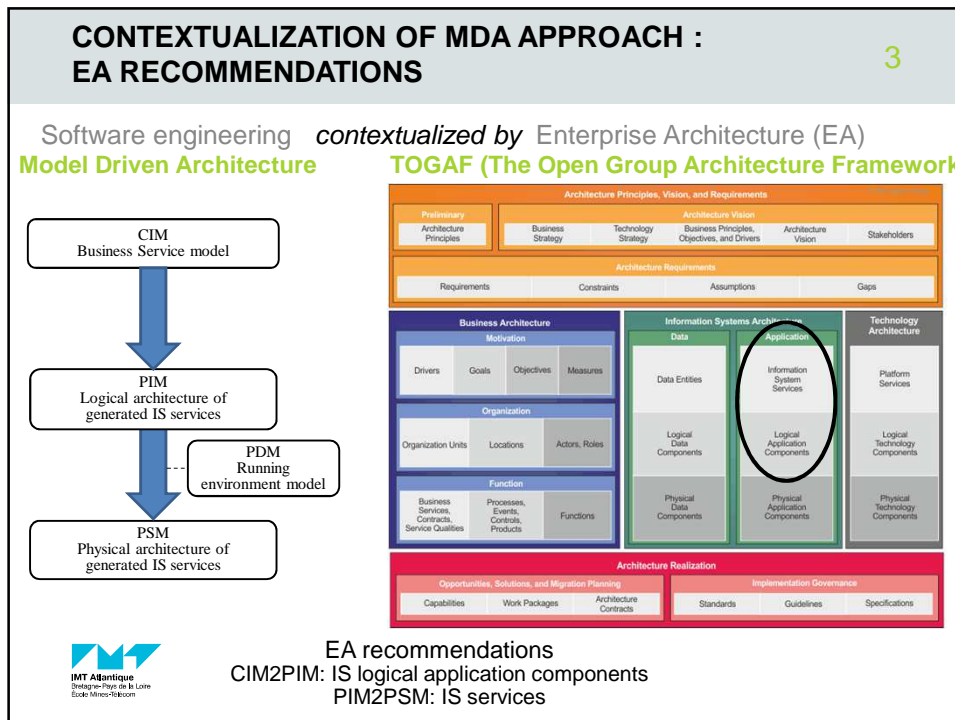 CONTEXTUALIZATION OF MDA APPROACH :
EA RECOMMENDATIONS
3
Software engineering contextualized by Enterprise Architecture (EA)
Model Driven Architecture
TOGAF (The Open Group Architecture Framework
CIM
Business Service model
PIM
Logical architecture of
generated IS services
PDM
Running
environment model
PSM
Physical architecture of
generated IS services
Architecture Principles, Vision, and Requirements
Preliminary
Architecture
Principles
Architecture Vision
Business
Strategy
Technology
Strategy
Business Principles,
Objectives, and Drivers
Architecture
Vision
Stakeholders
Architecture Requirements
Requirements
Constraints
Assumptions
Gaps
Business Architecture
Motivation
Drivers
Goals
Objectives
Measures
Organization
Organization Units
Locations
Actors, Roles
Function
Business
Services,
Contracts,
Service Qualities
Processes,
Events,
Controls,
Products
Functions
Information Systems Architecture
Data
Data Entities
Logical
Data
Components
Physical
Data
Components
Application
Information
System
Services
Logical
Application
Components
Physical
Application
Components
Technology
Architecture
Platform
Services
Logical
Technology
Components
Physical
Technology
Components
Architecture Realization
Opportunities, Solutions, and Migration Planning
Capabilities
Work Packages
Architecture
Contracts
Implementation Governance
Standards
Guidelines
Specifications
IMT Atlantique
Bretagne-Pays de la Loire
École Mines-Télécom
EA recommendations
CIM2PIM: IS logical application components
PIM2PSM: IS services